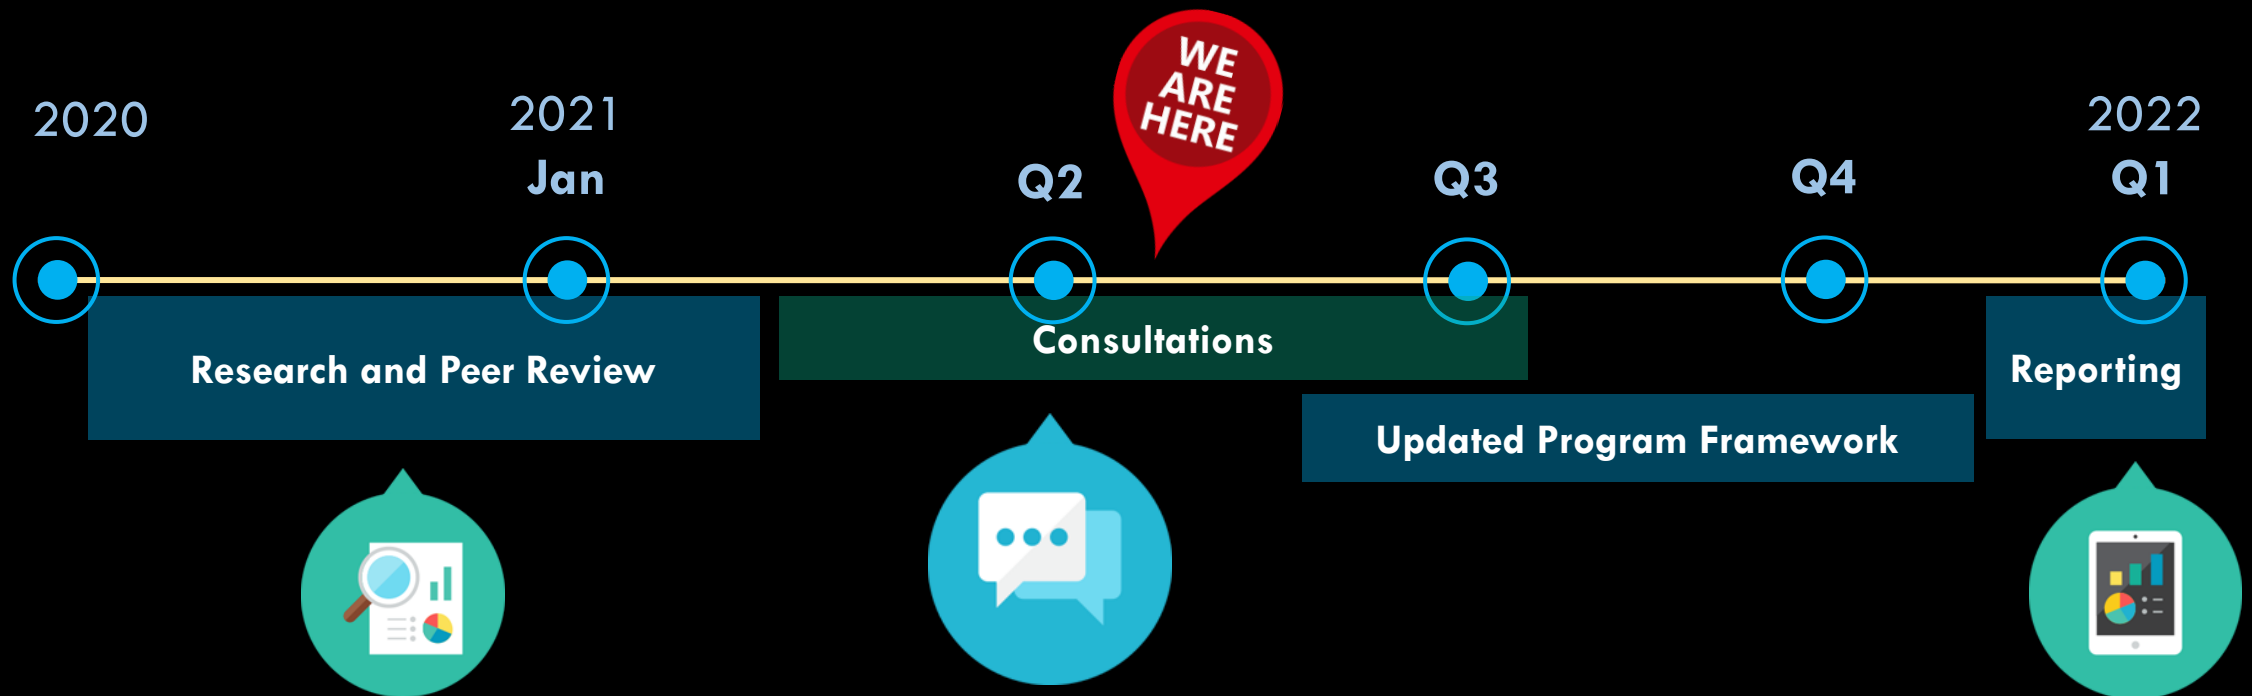 2020
2021
Jan
Q2
WE
ARE
HERE
Q3
Q4
2022
Q1
Research and Peer Review
Consultations
Updated Program Framework
Reporting